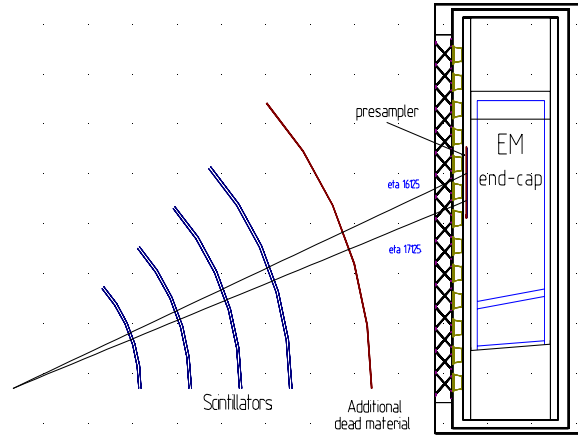 presampler
EM
end-cap
eta 16125
eta 17125
Scintillators
Additional
dead material